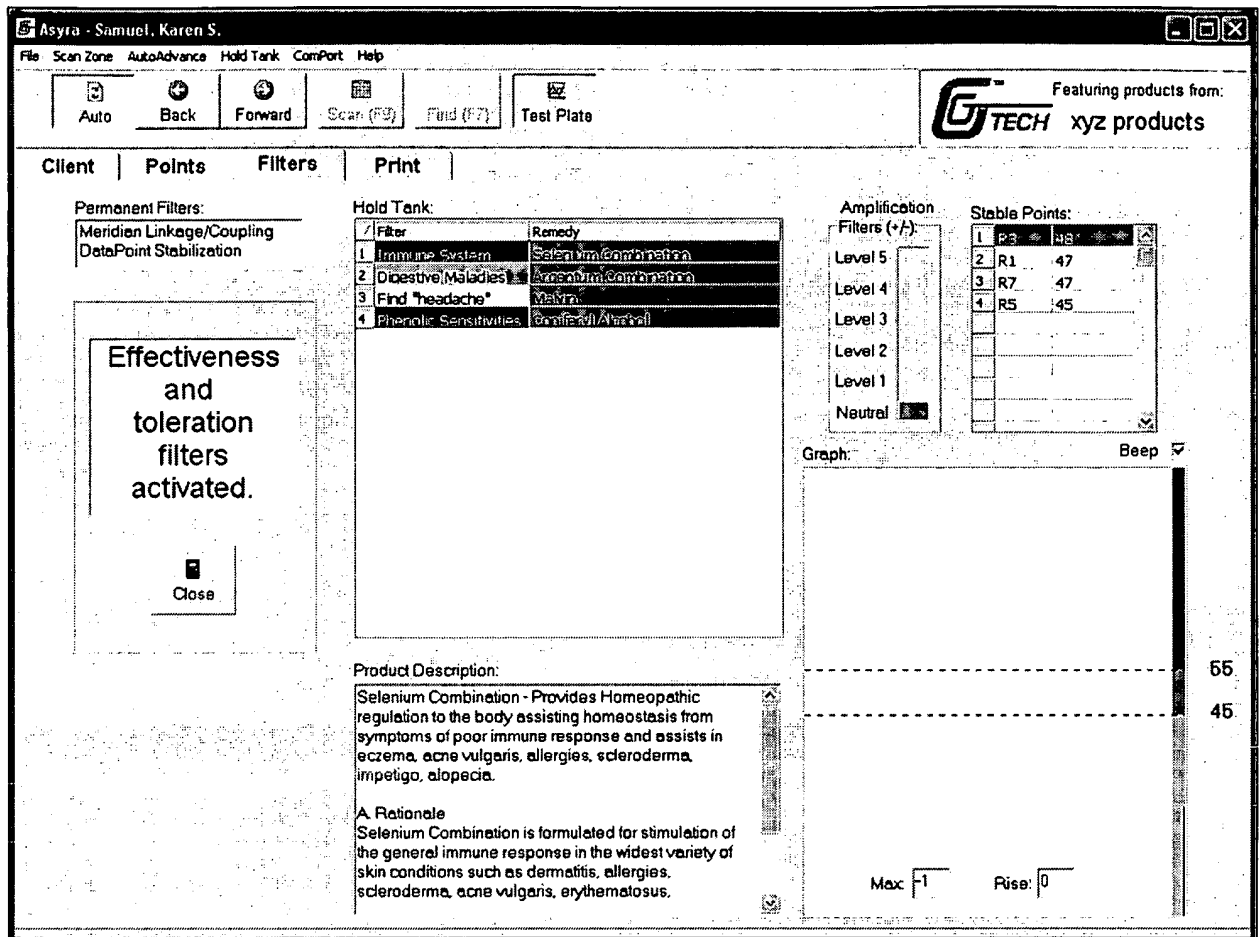 Asyra - Samuel, Karen S.
File Scan Zone AutoAdvance Hold Tank ComPort Help
Auto Back Forward Scan (F9) Find (F7) Test Plate
Featuring products from:
GTECH xyz products
Client Points Filters Print
Permanent Filters:
Meridian Linkage/Coupling
DataPoint Stabilization
Effectiveness
and
toleration
filters
activated.
Close
Hold Tank:
/ Filter Remedy
1 Immune System Selenium Combination
2 Digestive Maladies Argentum Combination
3 Find "headache"
4 Phenolic Sensitivities Coniferyl Alcohol
Product Description:
Selenium Combination - Provides Homeopathic
regulation to the body assisting homeostasis from
symptoms of poor immune response and assists in
eczema, acne vulgaris, allergies, scleroderma,
impetigo, alopecia.
A. Rationale
Selenium Combination is formulated for stimulation of
the general immune response in the widest variety of
skin conditions such as dermatitis, allergies,
scleroderma, acne vulgaris, erythematosus,
Amplification
Filters (+/-):
Level 5
Level 4
Level 3
Level 2
Level 1
Neutral
Stable Points:
1 R3 48
2 R1 47
3 R7 47
4 R5 45
Graph: Beep
55
45
Max: -1 Rise: 0